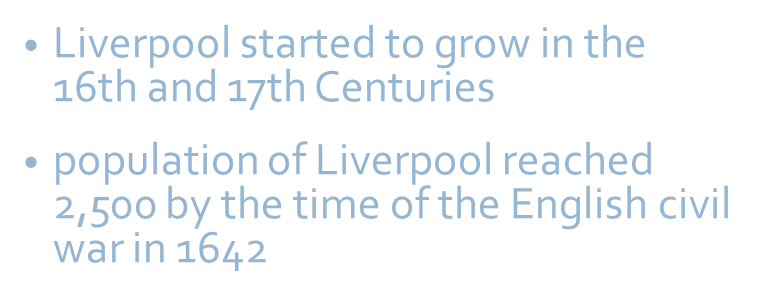 • Liverpool started to grow in the
16th and 17th Centuries
• population of Liverpool reached
2,500 by the time of the English civil
war in 1642